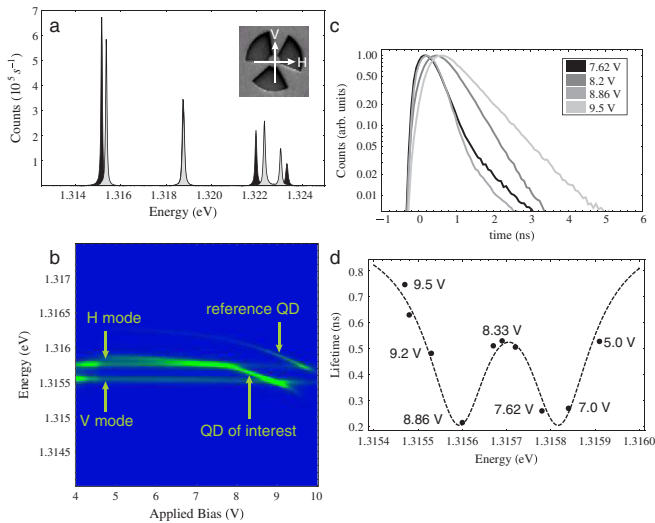 a
7
6
5
4
3
2
1
Counts (10⁵ s⁻¹)
V
H
1.314
1.316
1.318
1.320
1.322
1.324
Energy (eV)
c
1.00
0.50
0.20
0.10
0.05
0.02
0.01
Counts (arb. units)
7.62 V
8.2 V
8.86 V
9.5 V
−1
0
1
2
3
4
5
6
time (ns)
b
1.317
1.3165
1.316
1.3155
1.315
1.3145
Energy (eV)
H mode
reference QD
V mode
QD of interest
4
5
6
7
8
9
10
Applied Bias (V)
d
0.8
0.7
0.6
0.5
0.4
0.3
0.2
Lifetime (ns)
9.5 V
9.2 V
8.33 V
5.0 V
8.86 V
7.62 V
7.0 V
1.3154
1.3155
1.3156
1.3157
1.3158
1.3159
1.3160
Energy (eV)